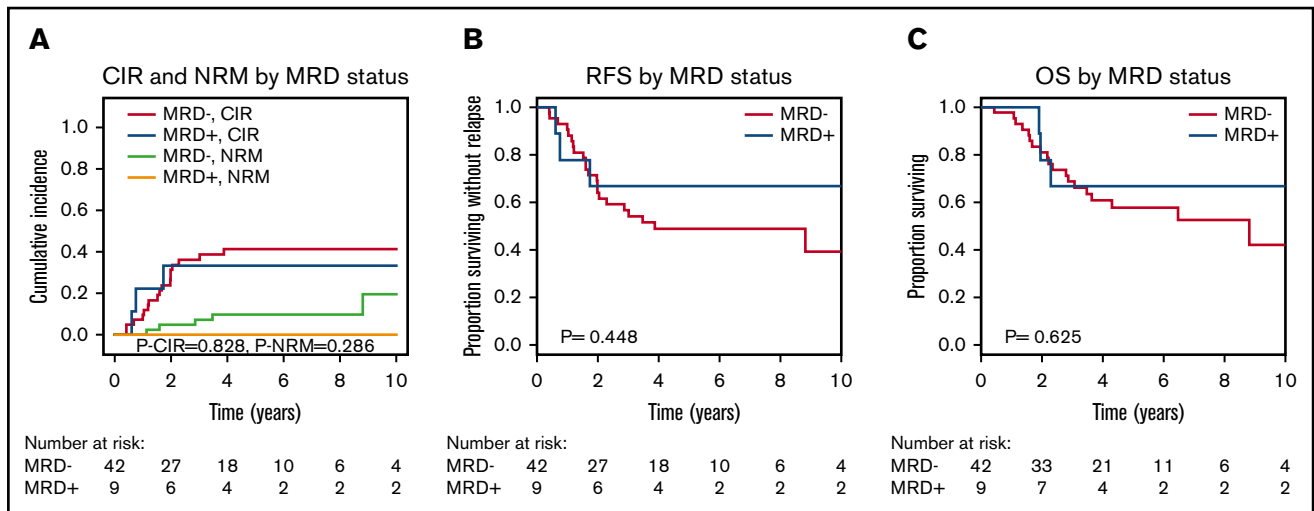 A
CIR and NRM by MRD status
MRD-, CIR
MRD+, CIR
MRD-, NRM
MRD+, NRM
Cumulative incidence
1.0
0.8
0.6
0.4
0.2
0.0
P-CIR=0.828, P-NRM=0.286
0 2 4 6 8 10
Time (years)
Number at risk:
MRD- 42 27 18 10 6 4
MRD+ 9 6 4 2 2 2
B
RFS by MRD status
MRD-
MRD+
Proportion surviving without relapse
1.0
0.8
0.6
0.4
0.2
0.0
P= 0.448
0 2 4 6 8 10
Time (years)
Number at risk:
MRD- 42 27 18 10 6 4
MRD+ 9 6 4 2 2 2
C
OS by MRD status
MRD-
MRD+
Proportion surviving
1.0
0.8
0.6
0.4
0.2
0.0
P= 0.625
0 2 4 6 8 10
Time (years)
Number at risk:
MRD- 42 33 21 11 6 4
MRD+ 9 7 4 2 2 2